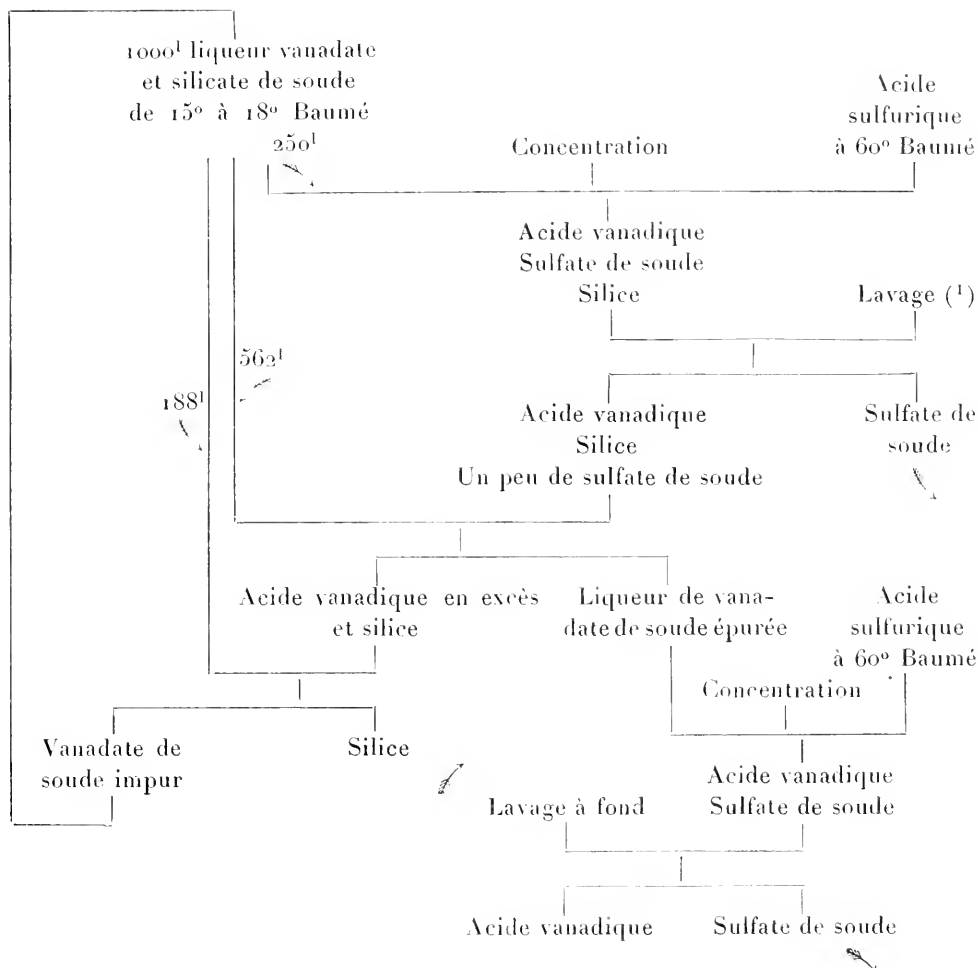 1000ˡ liqueur vanadate
et silicate de soude
de 15° à 18° Baumé
250ˡ
Concentration
Acide
sulfurique
à 60° Baumé
Acide vanadique
Sulfate de soude
Silice
Lavage (¹)
562ˡ
188ˡ
Acide vanadique
Silice
Un peu de sulfate de soude
Sulfate de
soude
Acide vanadique en excès
et silice
Liqueur de vana-
date de soude épurée
Acide
sulfurique
à 60° Baumé
Concentration
Vanadate de
soude impur
Silice
Acide vanadique
Sulfate de soude
Lavage à fond
Acide vanadique
Sulfate de soude